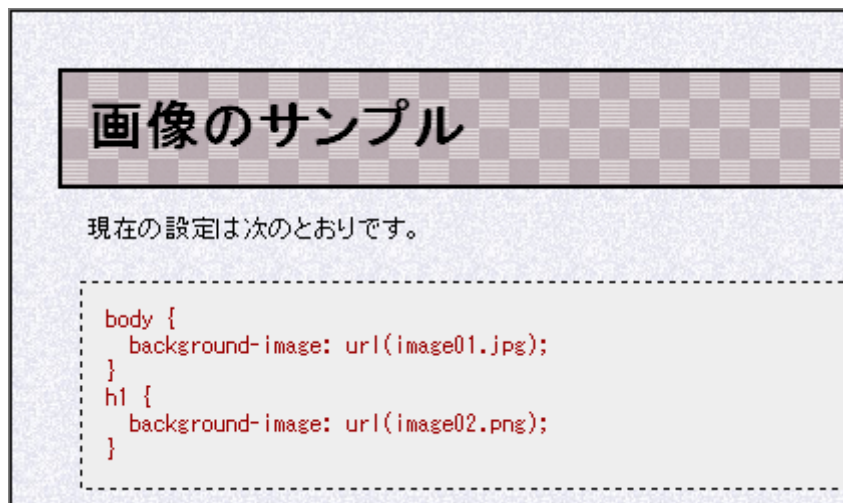 画像のサンプル
現在の設定は次のとおりです。
body {
  background-image: url(image01.jpg);
}
h1 {
  background-image: url(image02.png);
}